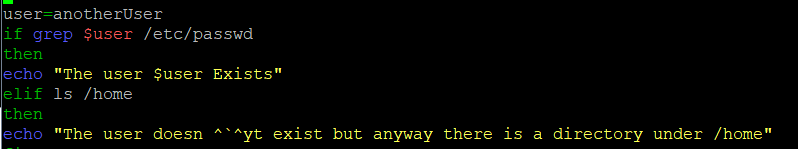 user=anotherUser
if grep $user /etc/passwd
then
echo "The user $user Exists"
elif ls /home
then
echo "The user doesn ^`^yt exist but anyway there is a directory under /home"